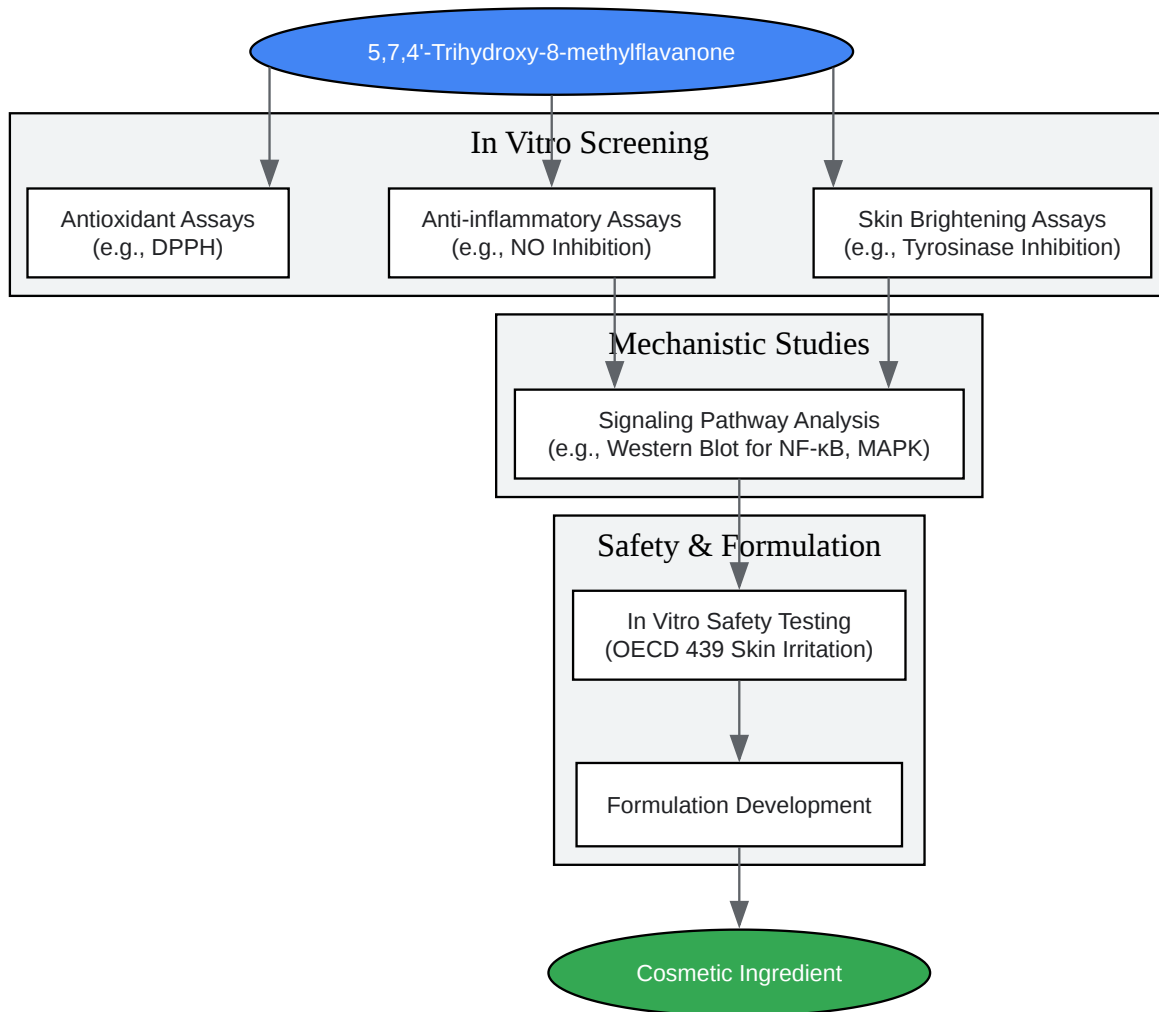 5,7,4'-Trihydroxy-8-methylflavanone
In Vitro Screening
Antioxidant Assays
(e.g., DPPH)
Anti-inflammatory Assays
(e.g., NO Inhibition)
Skin Brightening Assays
(e.g., Tyrosinase Inhibition)
Mechanistic Studies
Signaling Pathway Analysis
(e.g., Western Blot for NF-κB, MAPK)
Safety & Formulation
In Vitro Safety Testing
(OECD 439 Skin Irritation)
Formulation Development
Cosmetic Ingredient